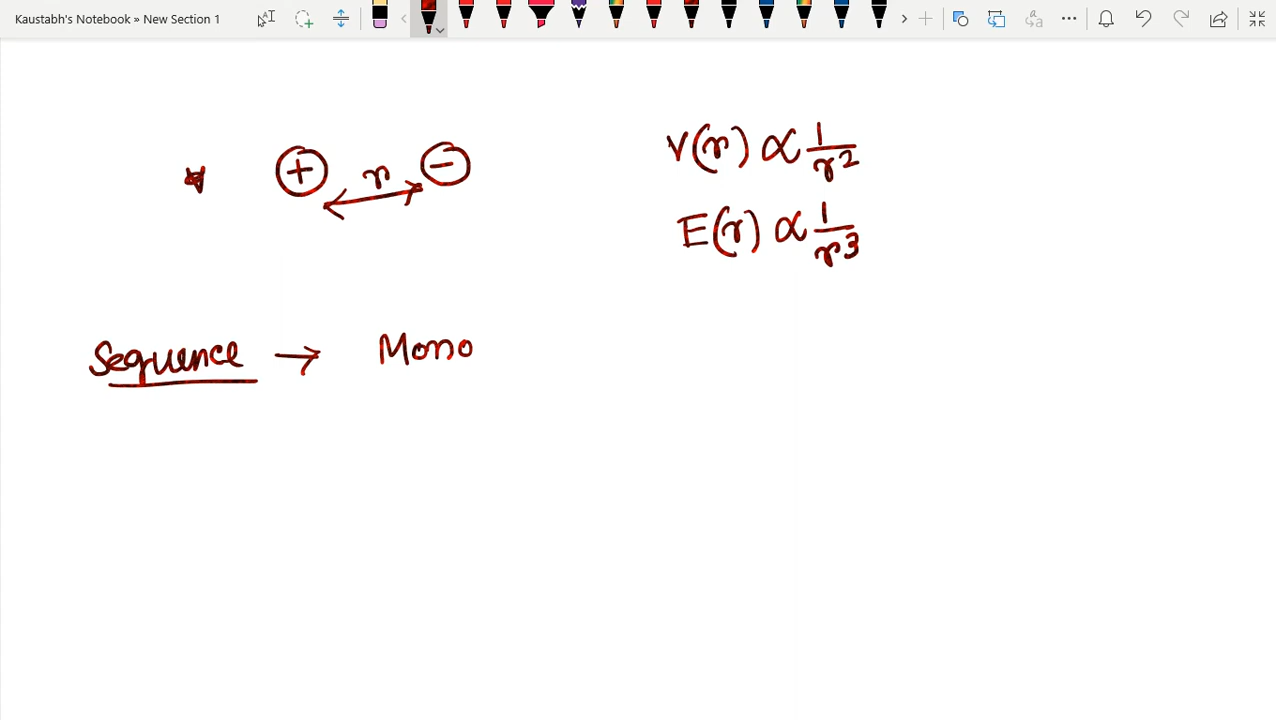 Kaustabh's Notebook » New Section 1
+ r −
V(r) ∝ 1/r²
E(r) ∝ 1/r³
Sequence → Mono